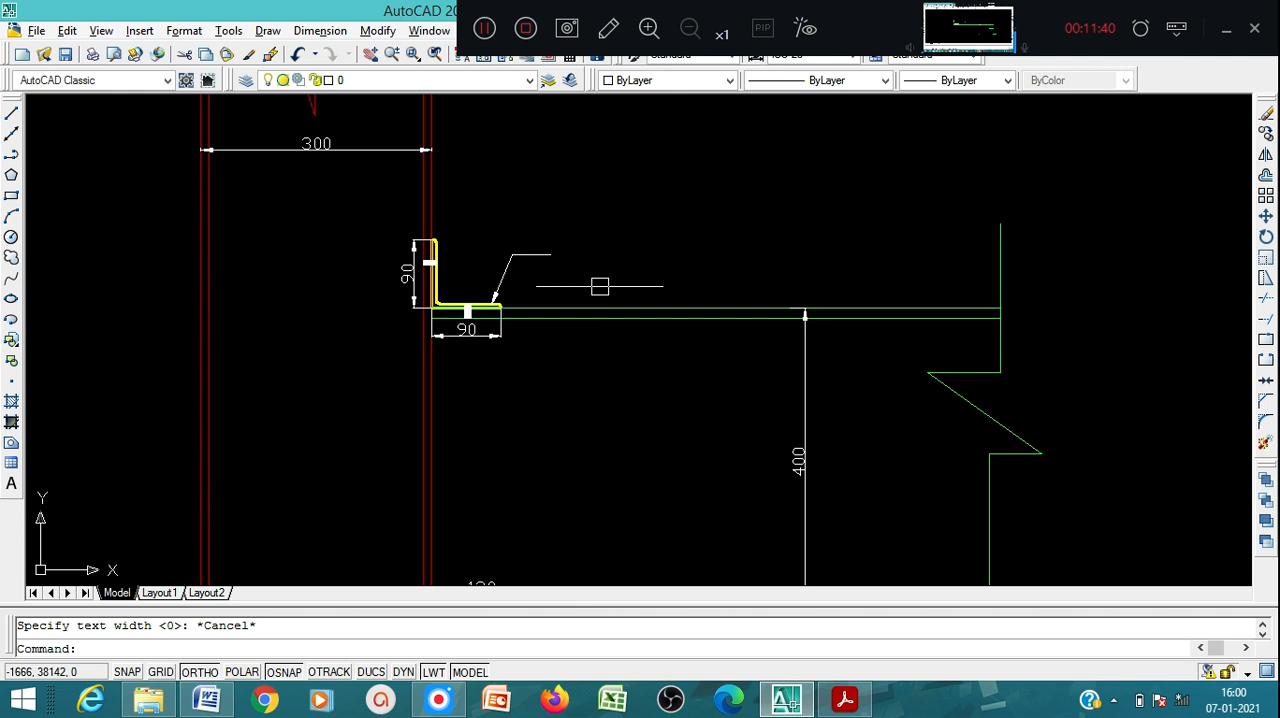 AutoCAD 20
File Edit View Insert Format Tools Draw Dimension Modify Window
PIP x1 00:11:40
AutoCAD Classic 0 ByLayer ByLayer ByLayer ByColor
300
90
90
400
Y
X
A
Model Layout1 Layout2
Specify text width <0>: *Cancel*
Command:
-1666, 38142, 0 SNAP GRID ORTHO POLAR OSNAP OTRACK DUCS DYN LWT MODEL
16:00
07-01-2021